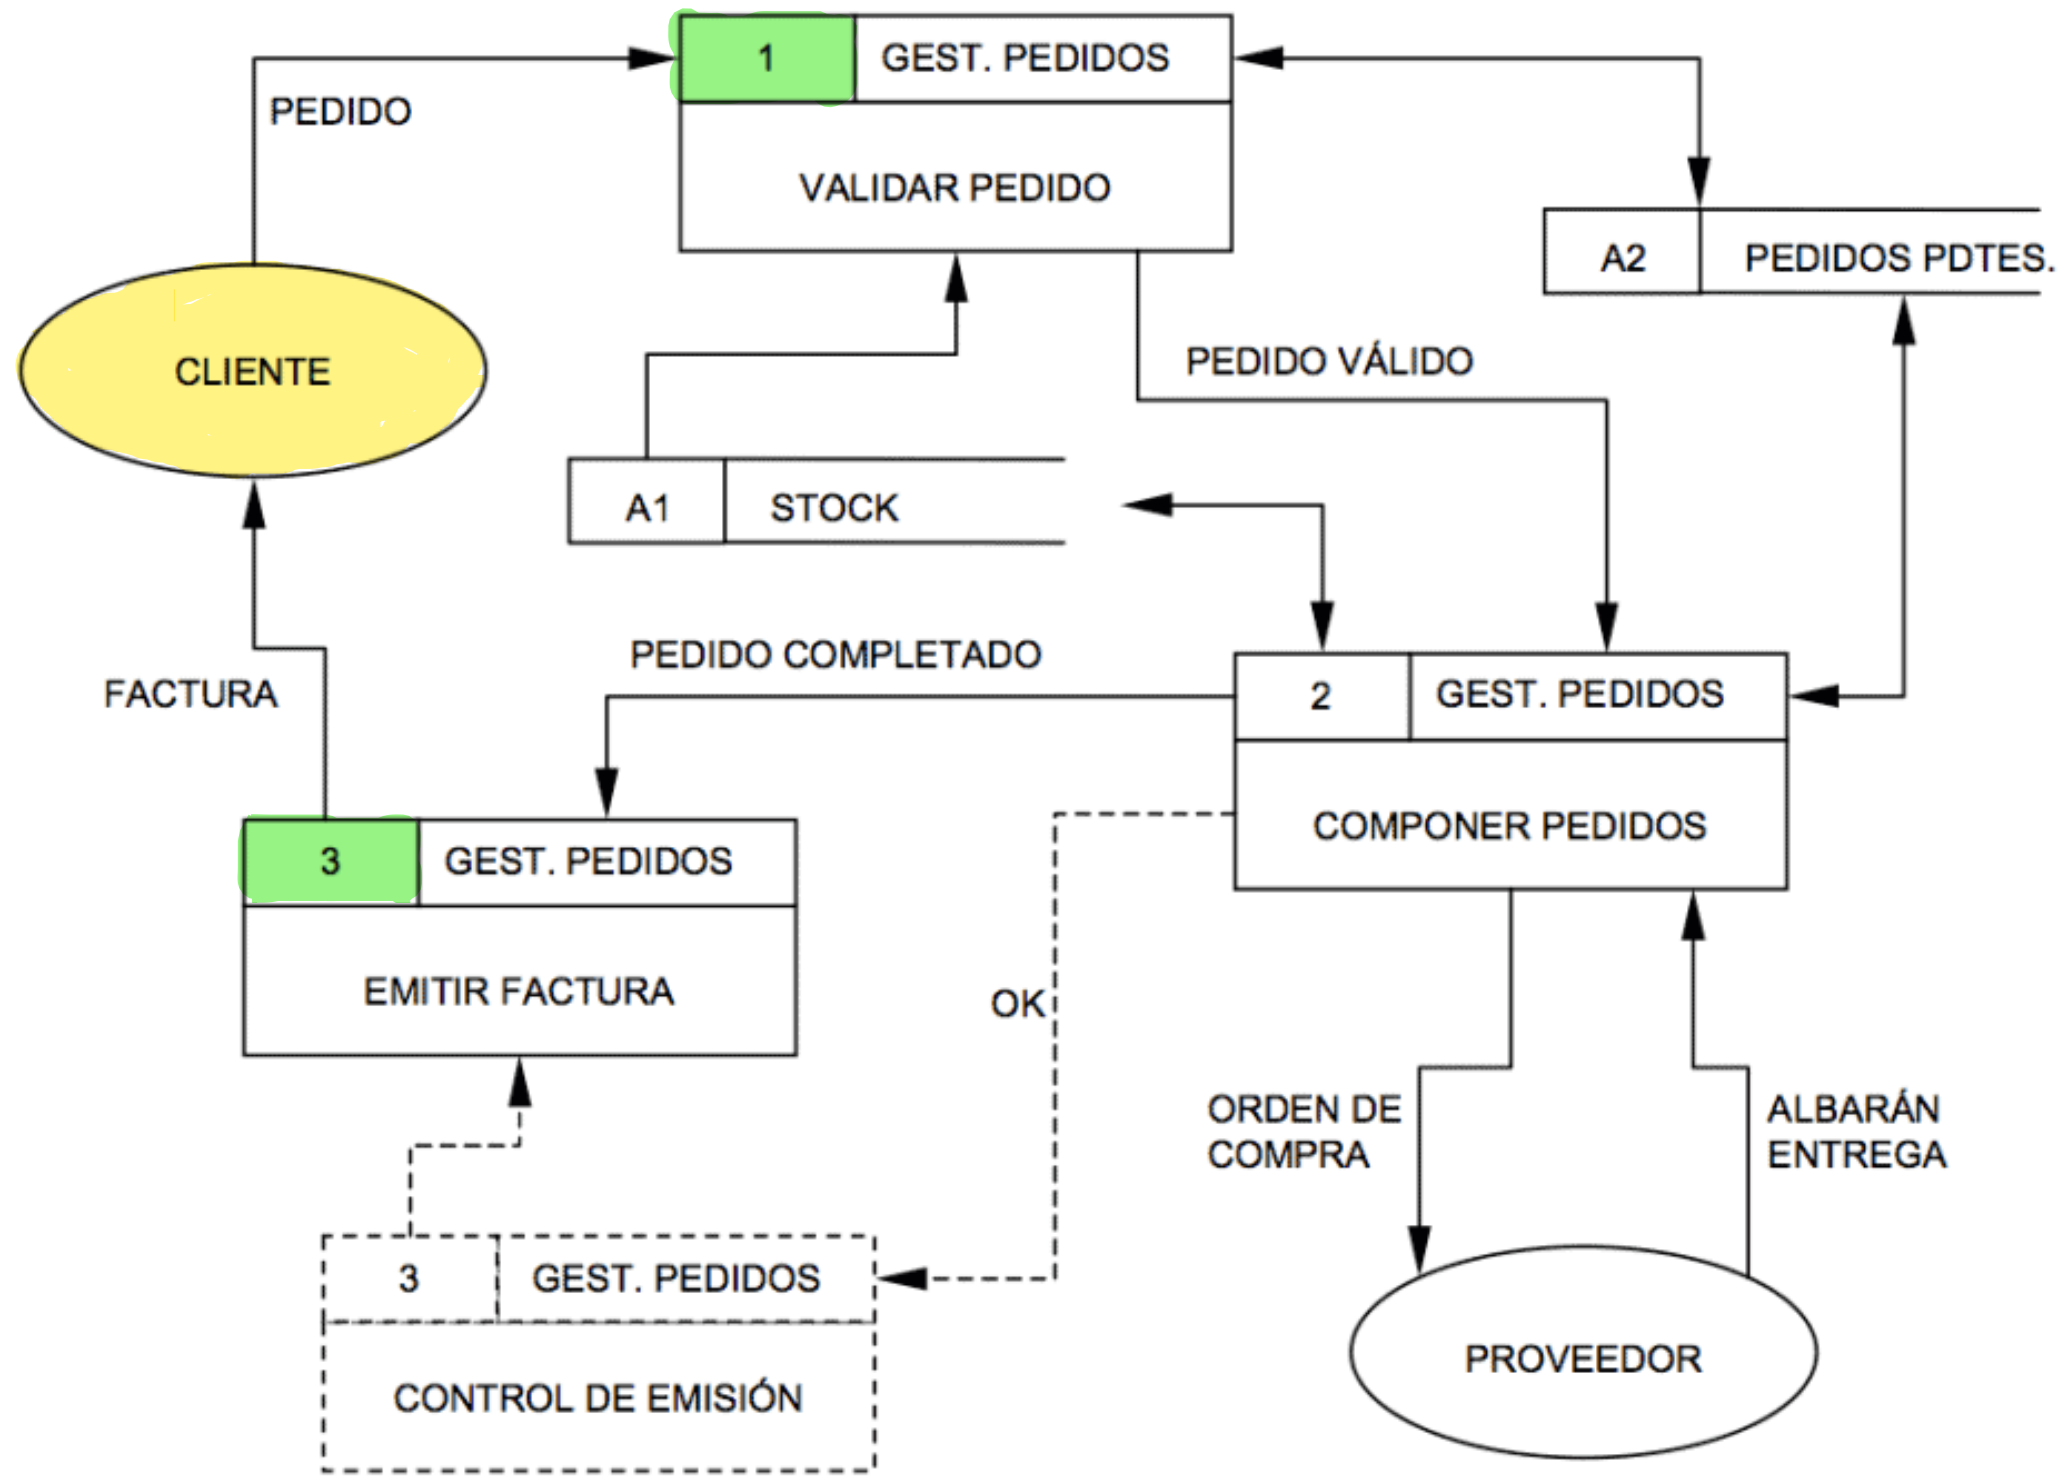 1
GEST. PEDIDOS
PEDIDO
VALIDAR PEDIDO
A2
PEDIDOS PDTES.
PEDIDO VÁLIDO
CLIENTE
A1
STOCK
PEDIDO COMPLETADO
FACTURA
2
GEST. PEDIDOS
COMPONER PEDIDOS
3
GEST. PEDIDOS
EMITIR FACTURA
OK
ORDEN DE
COMPRA
ALBARÁN
ENTREGA
3
GEST. PEDIDOS
CONTROL DE EMISIÓN
PROVEEDOR